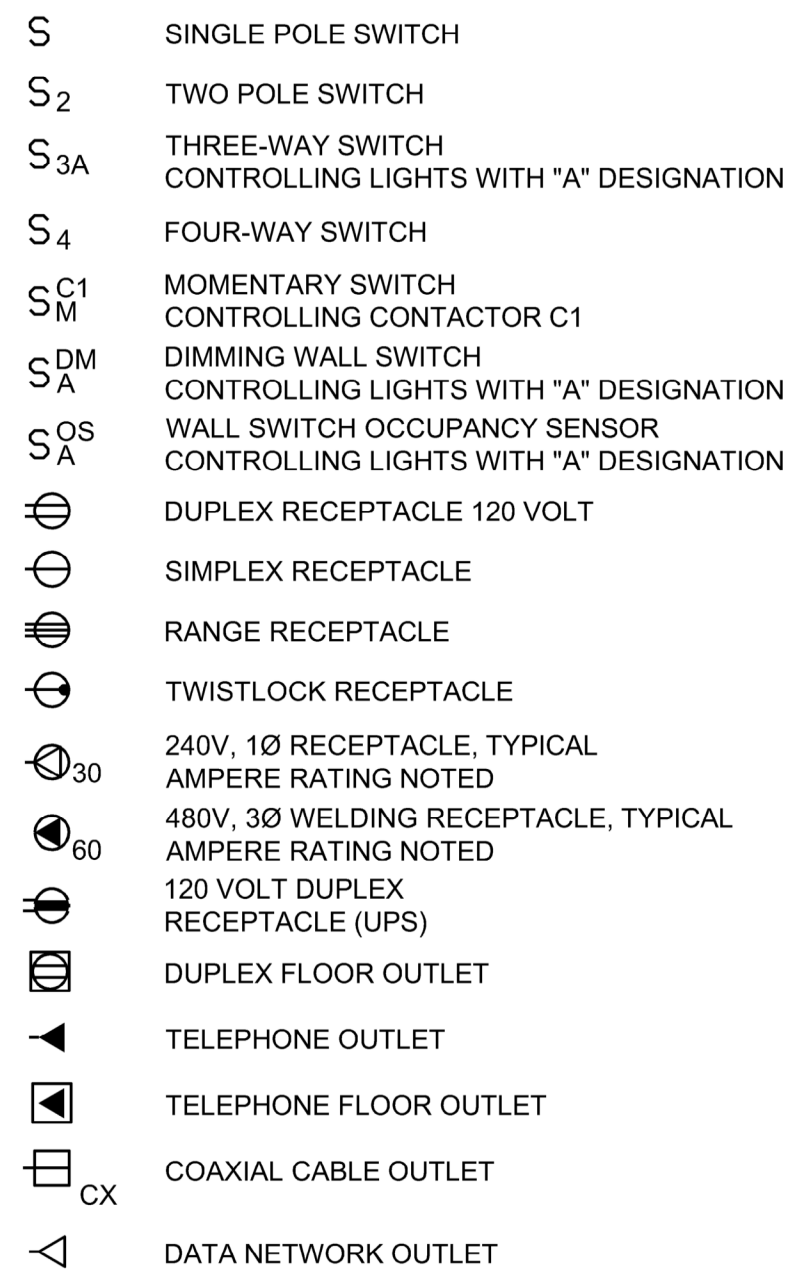 S SINGLE POLE SWITCH
S2 TWO POLE SWITCH
S3A THREE-WAY SWITCH
CONTROLLING LIGHTS WITH "A" DESIGNATION
S4 FOUR-WAY SWITCH
S C1 M MOMENTARY SWITCH
CONTROLLING CONTACTOR C1
S DM A DIMMING WALL SWITCH
CONTROLLING LIGHTS WITH "A" DESIGNATION
S OS A WALL SWITCH OCCUPANCY SENSOR
CONTROLLING LIGHTS WITH "A" DESIGNATION
DUPLEX RECEPTACLE 120 VOLT
SIMPLEX RECEPTACLE
RANGE RECEPTACLE
TWISTLOCK RECEPTACLE
30 240V, 1Ø RECEPTACLE, TYPICAL
AMPERE RATING NOTED
60 480V, 3Ø WELDING RECEPTACLE, TYPICAL
AMPERE RATING NOTED
120 VOLT DUPLEX
RECEPTACLE (UPS)
DUPLEX FLOOR OUTLET
TELEPHONE OUTLET
TELEPHONE FLOOR OUTLET
CX COAXIAL CABLE OUTLET
DATA NETWORK OUTLET